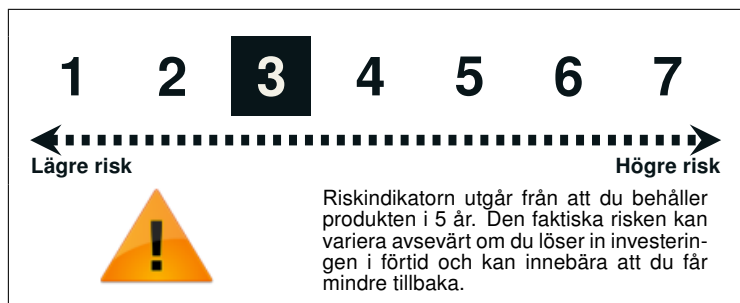 1 2 3 4 5 6 7
Lägre risk Högre risk
Riskindikatorn utgår från att du behåller
produkten i 5 år. Den faktiska risken kan
variera avsevärt om du löser in investerin-
gen i förtid och kan innebära att du får
mindre tillbaka.